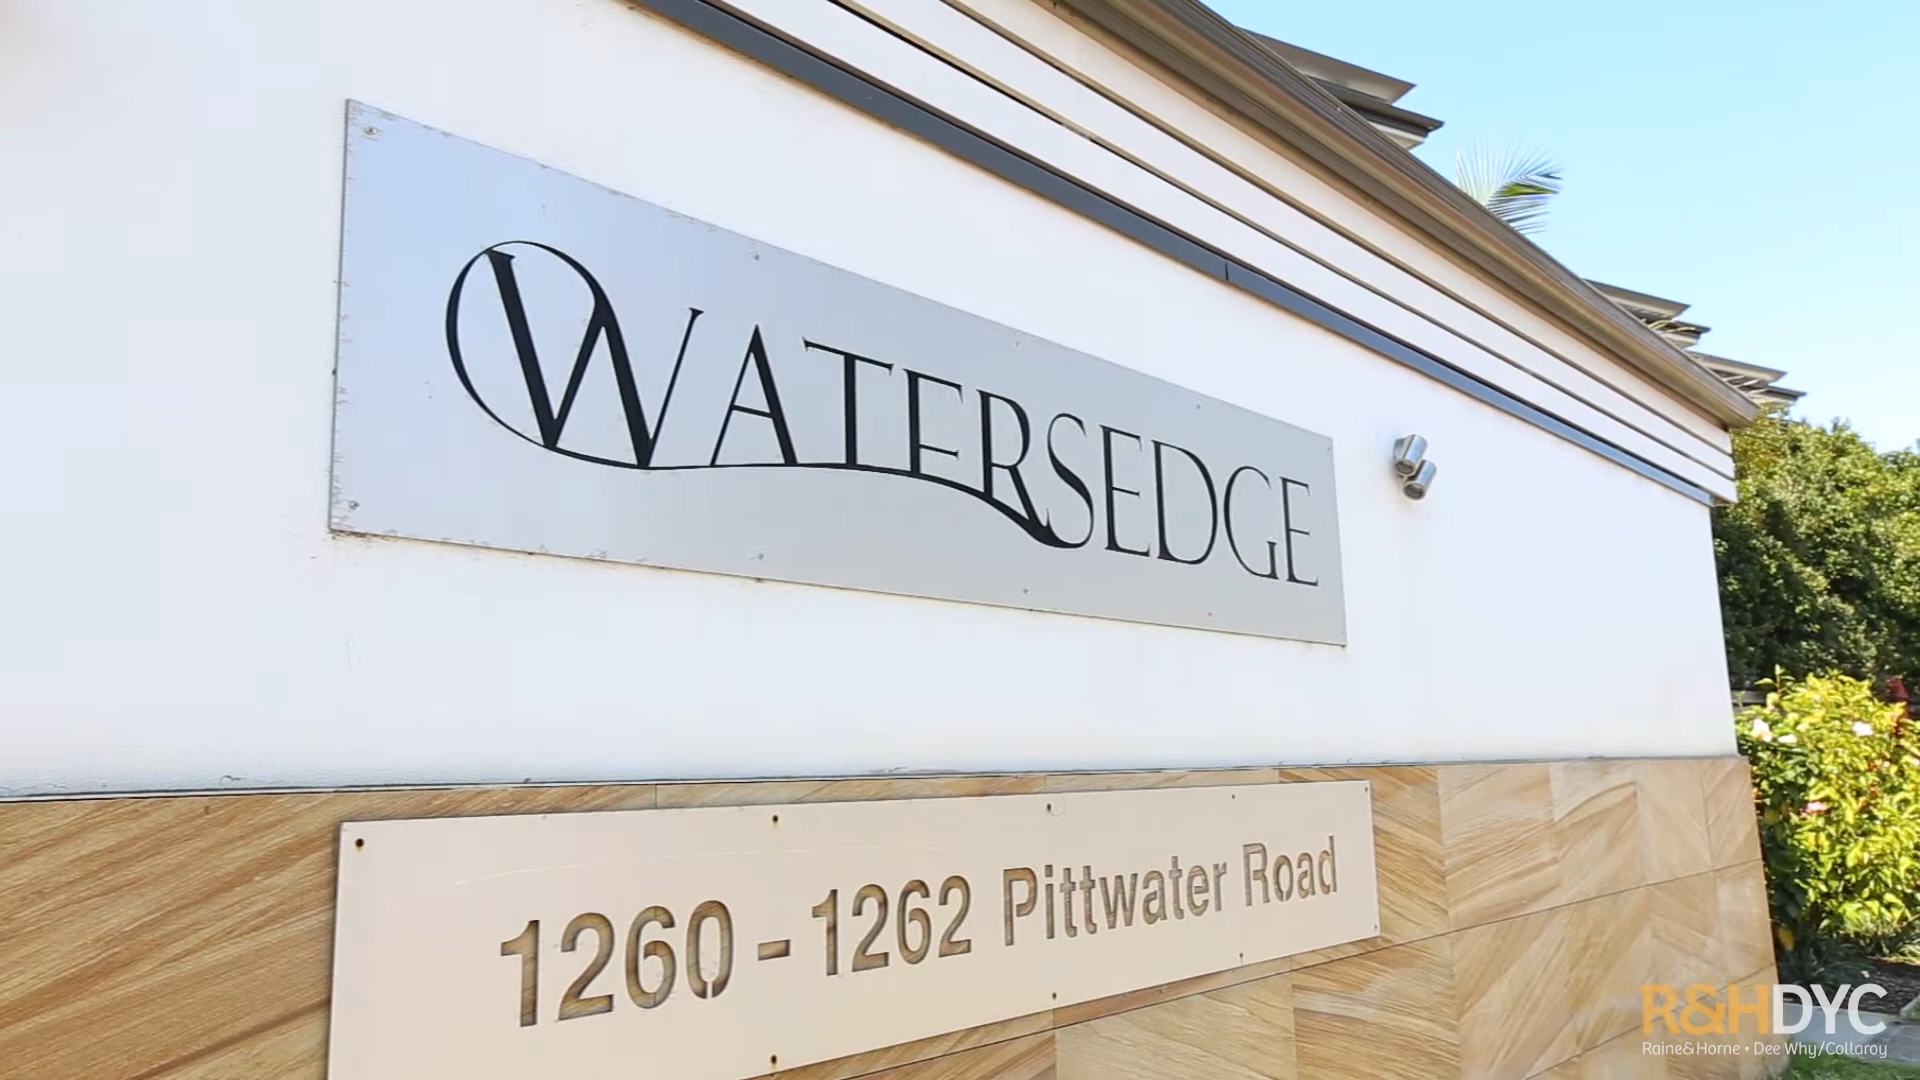 WATERSEDGE
1260 - 1262 Pittwater Road
R&HDYC
Raine&Horne • Dee Why/Collaroy